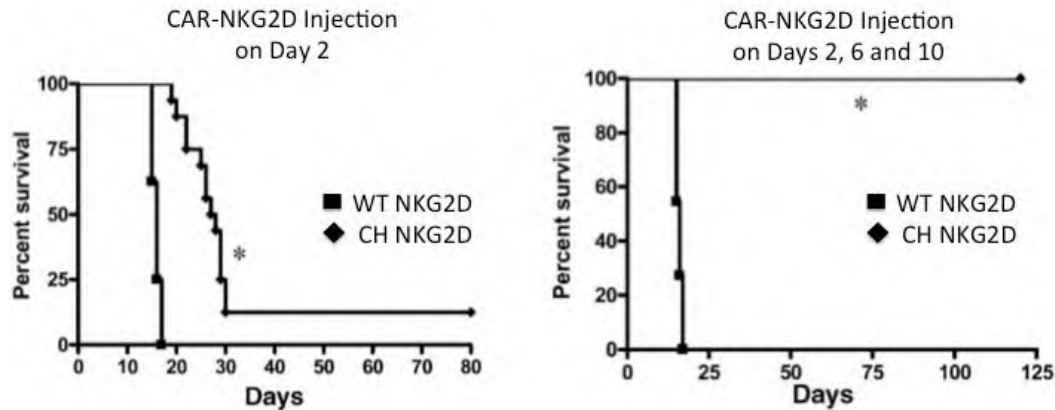 CAR-NKG2D Injection
on Day 2
Percent survival
100
75
50
25
0
0 10 20 30 40 50 60 70 80
Days
WT NKG2D
CH NKG2D
*
CAR-NKG2D Injection
on Days 2, 6 and 10
Percent survival
100
80
60
40
20
0
0 25 50 75 100 125
Days
WT NKG2D
CH NKG2D
*